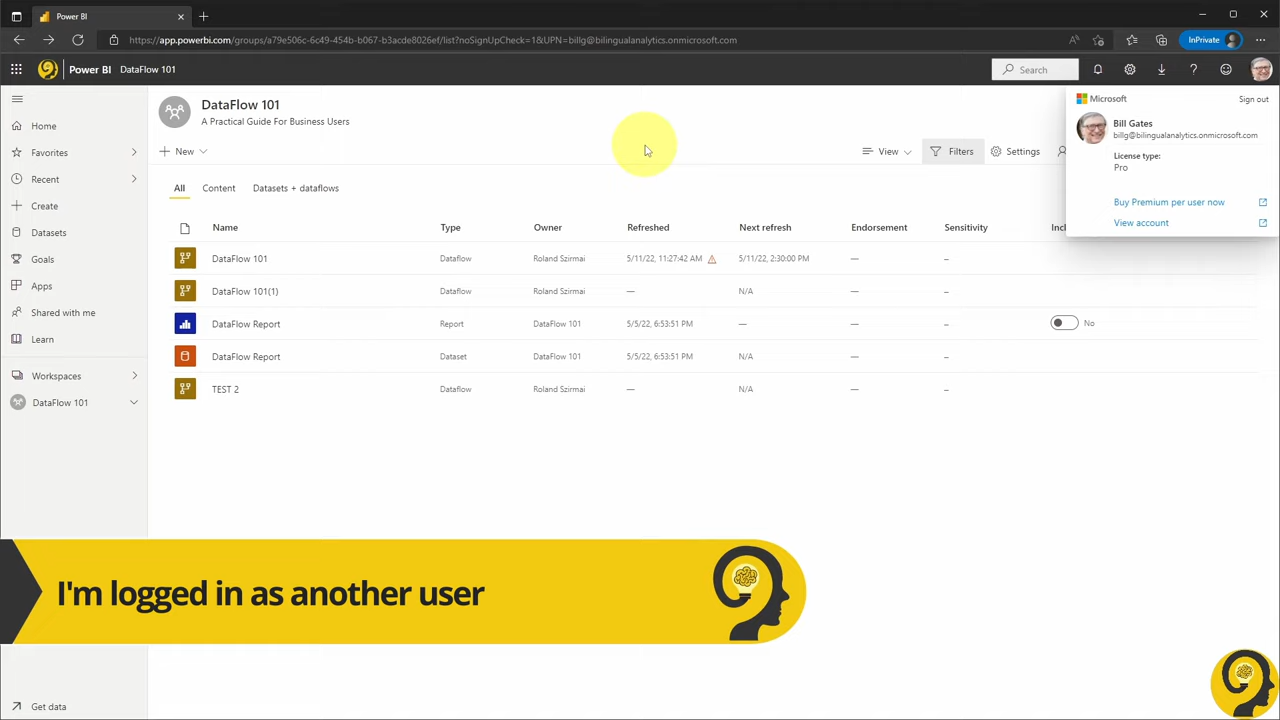 Power BI
https://app.powerbi.com/groups/a79e506c-6c49-454b-b067-b3acde8026ef/list?noSignUpCheck=1&UPN=billg@bilingualanalytics.onmicrosoft.com
InPrivate
Power BI DataFlow 101
Search
DataFlow 101
A Practical Guide For Business Users
New
View
Filters
Settings
Microsoft
Sign out
Bill Gates
billg@bilingualanalytics.onmicrosoft.com
License type:
Pro
Buy Premium per user now
View account
Home
Favorites
Recent
Create
Datasets
Goals
Apps
Shared with me
Learn
Workspaces
DataFlow 101
Get data
All Content Datasets + dataflows
Name Type Owner Refreshed Next refresh Endorsement Sensitivity Incl
DataFlow 101 Dataflow Roland Szirmai 5/11/22, 11:27:42 AM 5/11/22, 2:30:00 PM — –
DataFlow 101(1) Dataflow Roland Szirmai — N/A — –
DataFlow Report Report DataFlow 101 5/5/22, 6:53:51 PM — — – No
DataFlow Report Dataset DataFlow 101 5/5/22, 6:53:51 PM N/A — –
TEST 2 Dataflow Roland Szirmai — N/A — –
I'm logged in as another user